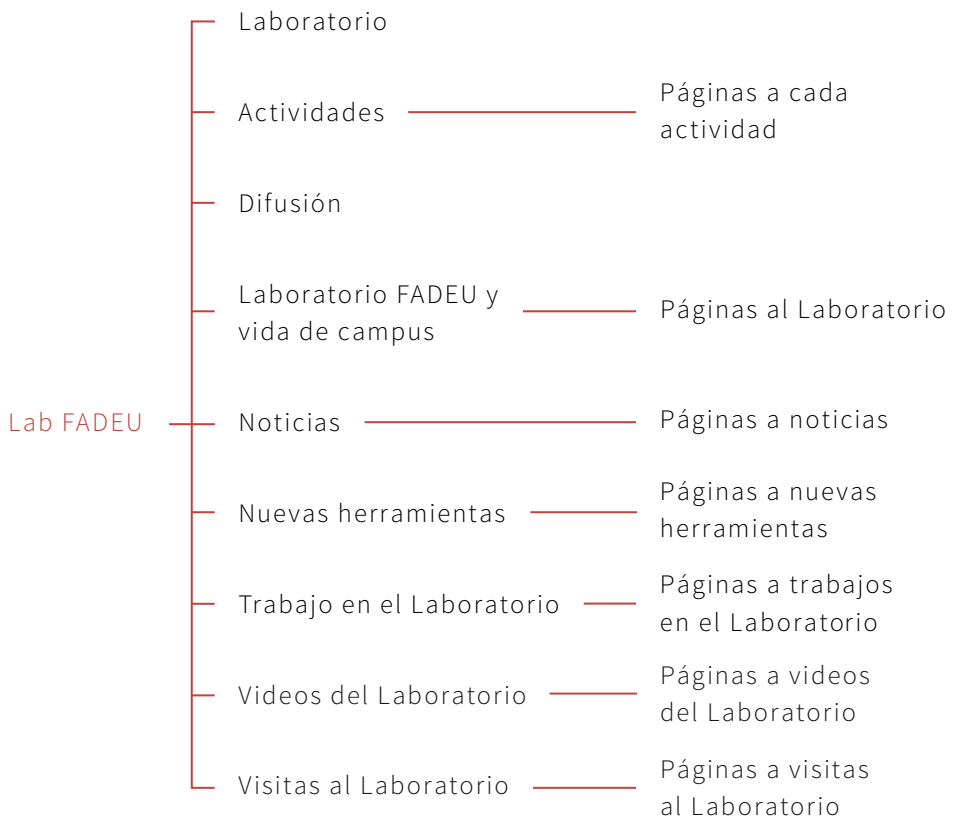 Laboratorio
Actividades
Páginas a cada
actividad
Difusión
Laboratorio FADEU y
vida de campus
Páginas al Laboratorio
Lab FADEU
Noticias
Páginas a noticias
Nuevas herramientas
Páginas a nuevas
herramientas
Trabajo en el Laboratorio
Páginas a trabajos
en el Laboratorio
Videos del Laboratorio
Páginas a videos
del Laboratorio
Visitas al Laboratorio
Páginas a visitas
al Laboratorio